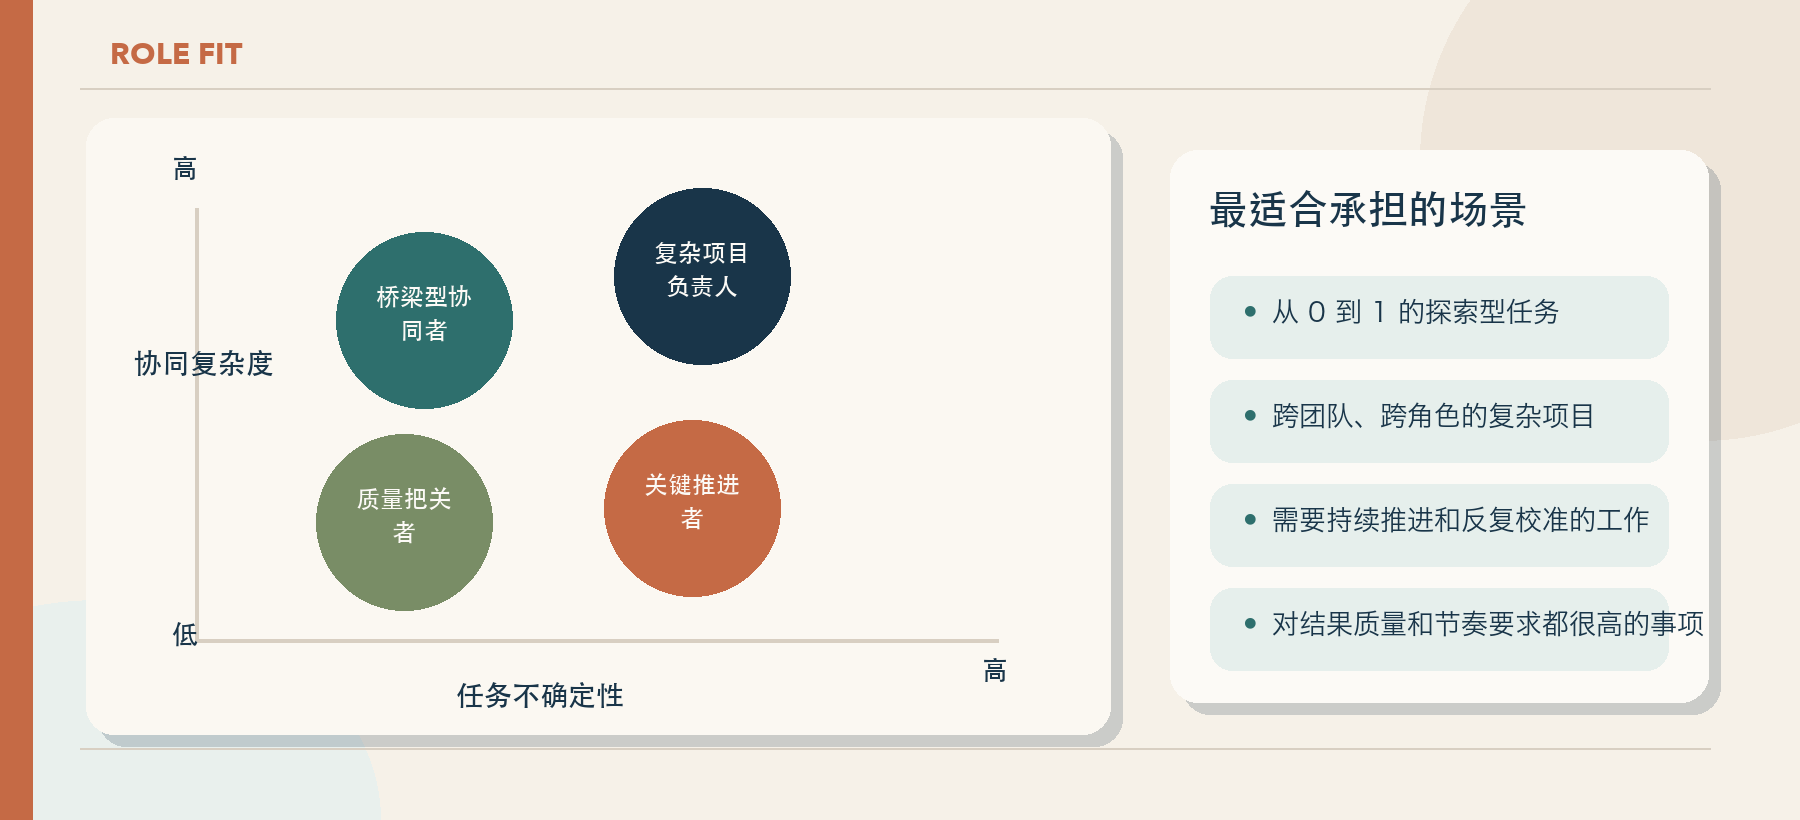 ROLE FIT
高
复杂项目
负责人
桥梁型协
同者
协同复杂度
质量把关
者
关键推进
者
低
高
任务不确定性
最适合承担的场景
• 从 0 到 1 的探索型任务
• 跨团队、跨角色的复杂项目
• 需要持续推进和反复校准的工作
• 对结果质量和节奏要求都很高的事项